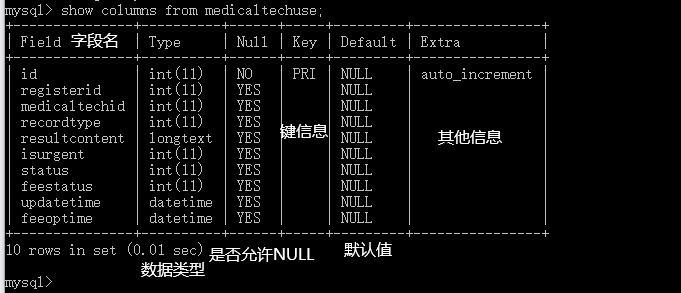 mysql> show columns from medicaltechuse;
| Field 字段名 | Type | Null | Key | Default | Extra |
| id | int(11) | NO | PRI | NULL | auto_increment |
| registerid | int(11) | YES | | NULL | |
| medicaltechid | int(11) | YES | | NULL | |
| recordtype | int(11) | YES | | NULL | |
| resultcontent | longtext | YES | 键信息 | NULL | 其他信息 |
| isurgent | int(11) | YES | | NULL | |
| status | int(11) | YES | | NULL | |
| feestatus | int(11) | YES | | NULL | |
| updatetime | datetime | YES | | NULL | |
| feeoptime | datetime | YES | | NULL | |
10 rows in set (0.01 sec) 是否允许NULL 默认值
数据类型
mysql>